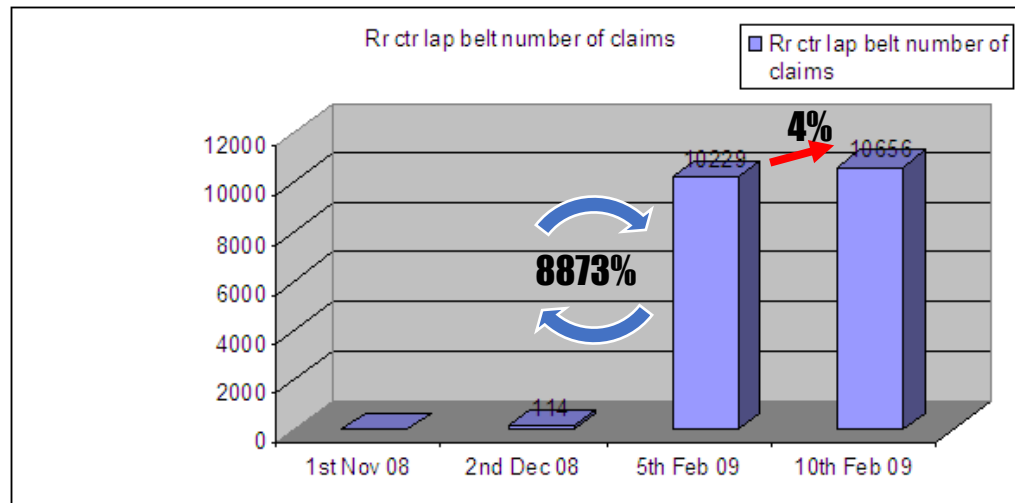 Rr ctr lap belt number of claims
Rr ctr lap belt number of
claims
4%
12000
10229
10656
10000
8000
8873%
6000
4000
2000
114
0
1st Nov 08
2nd Dec 08
5th Feb 09
10th Feb 09